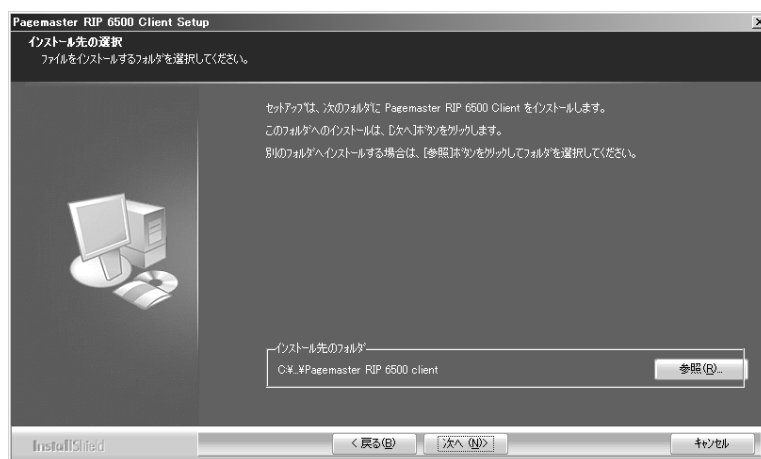 Pagemaster RIP 6500 Client Setup
インストール先の選択
ファイルをインストールするフォルダを選択してください。
セットアップは、次のフォルダに Pagemaster RIP 6500 Client をインストールします。
このフォルダへのインストールは、[次へ]ボタンをクリックします。
別のフォルダへインストールする場合は、[参照]ボタンをクリックしてフォルダを選択してください。
インストール先のフォルダ
C:¥..¥Pagemaster RIP 6500 client
参照(R)...
InstallShield
< 戻る(B)
次へ (N)>
キャンセル